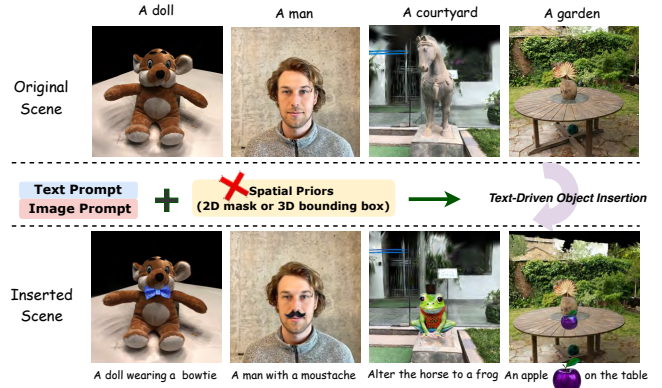 A doll
A man
A courtyard
A garden
Original
Scene
Text Prompt
Image Prompt
Spatial Priors
(2D mask or 3D bounding box)
Text-Driven Object Insertion
Inserted
Scene
A doll wearing a bowtie
A man with a moustache
Alter the horse to a frog
An apple on the table